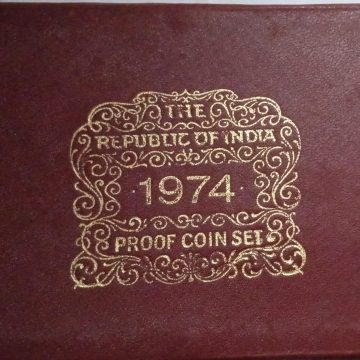 THE
REPUBLIC OF INDIA
1974
PROOF COIN SET